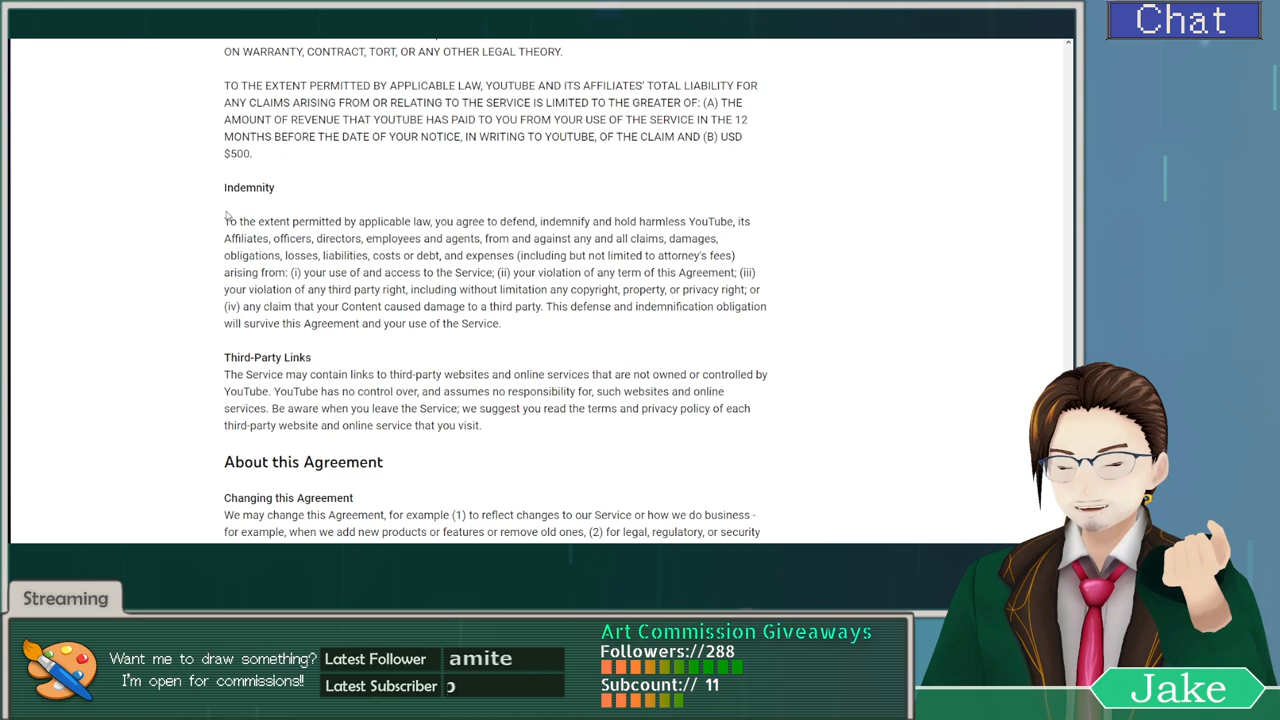 Chat
ON WARRANTY, CONTRACT, TORT, OR ANY OTHER LEGAL THEORY.
TO THE EXTENT PERMITTED BY APPLICABLE LAW, YOUTUBE AND ITS AFFILIATES' TOTAL LIABILITY FOR
ANY CLAIMS ARISING FROM OR RELATING TO THE SERVICE IS LIMITED TO THE GREATER OF: (A) THE
AMOUNT OF REVENUE THAT YOUTUBE HAS PAID TO YOU FROM YOUR USE OF THE SERVICE IN THE 12
MONTHS BEFORE THE DATE OF YOUR NOTICE, IN WRITING TO YOUTUBE, OF THE CLAIM AND (B) USD
$500.
Indemnity
To the extent permitted by applicable law, you agree to defend, indemnify and hold harmless YouTube, its
Affiliates, officers, directors, employees and agents, from and against any and all claims, damages,
obligations, losses, liabilities, costs or debt, and expenses (including but not limited to attorney's fees)
arising from: (i) your use of and access to the Service; (ii) your violation of any term of this Agreement; (iii)
your violation of any third party right, including without limitation any copyright, property, or privacy right; or
(iv) any claim that your Content caused damage to a third party. This defense and indemnification obligation
will survive this Agreement and your use of the Service.
Third-Party Links
The Service may contain links to third-party websites and online services that are not owned or controlled by
YouTube. YouTube has no control over, and assumes no responsibility for, such websites and online
services. Be aware when you leave the Service; we suggest you read the terms and privacy policy of each
third-party website and online service that you visit.
About this Agreement
Changing this Agreement
We may change this Agreement, for example (1) to reflect changes to our Service or how we do business -
for example, when we add new products or features or remove old ones, (2) for legal, regulatory, or security
Streaming
Want me to draw something?
I'm open for commissions!!
Latest Follower amite
Latest Subscriber
Art Commission Giveaways
Followers://288
Subcount:// 11
Jake